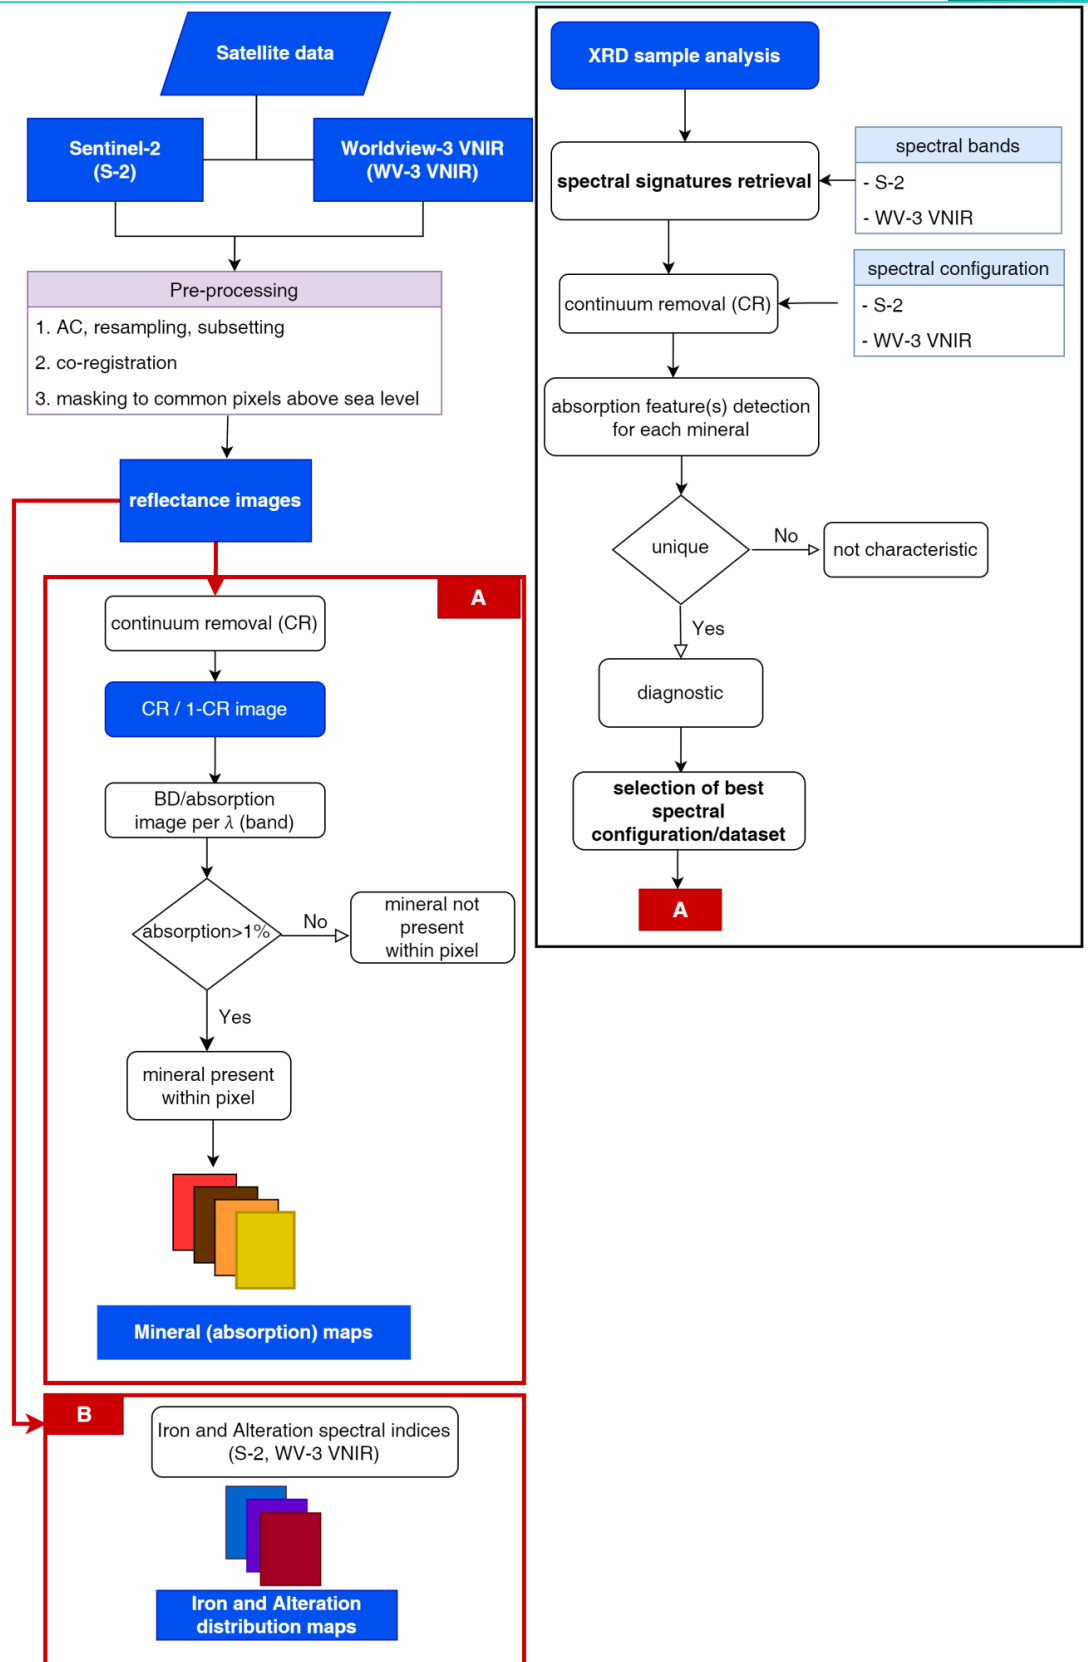 Satellite data
Sentinel-2
(S-2)
Worldview-3 VNIR
(WV-3 VNIR)
Pre-processing
1. AC, resampling, subsetting
2. co-registration
3. masking to common pixels above sea level
reflectance images
A
continuum removal (CR)
CR / 1-CR image
BD/absorption
image per λ (band)
absorption>1%
No
mineral not
present
within pixel
Yes
mineral present
within pixel
Mineral (absorption) maps
B
Iron and Alteration spectral indices
(S-2, WV-3 VNIR)
Iron and Alteration
distribution maps
XRD sample analysis
spectral signatures retrieval
spectral bands
- S-2
- WV-3 VNIR
continuum removal (CR)
spectral configuration
- S-2
- WV-3 VNIR
absorption feature(s) detection
for each mineral
unique
No
not characteristic
Yes
diagnostic
selection of best
spectral
configuration/dataset
A